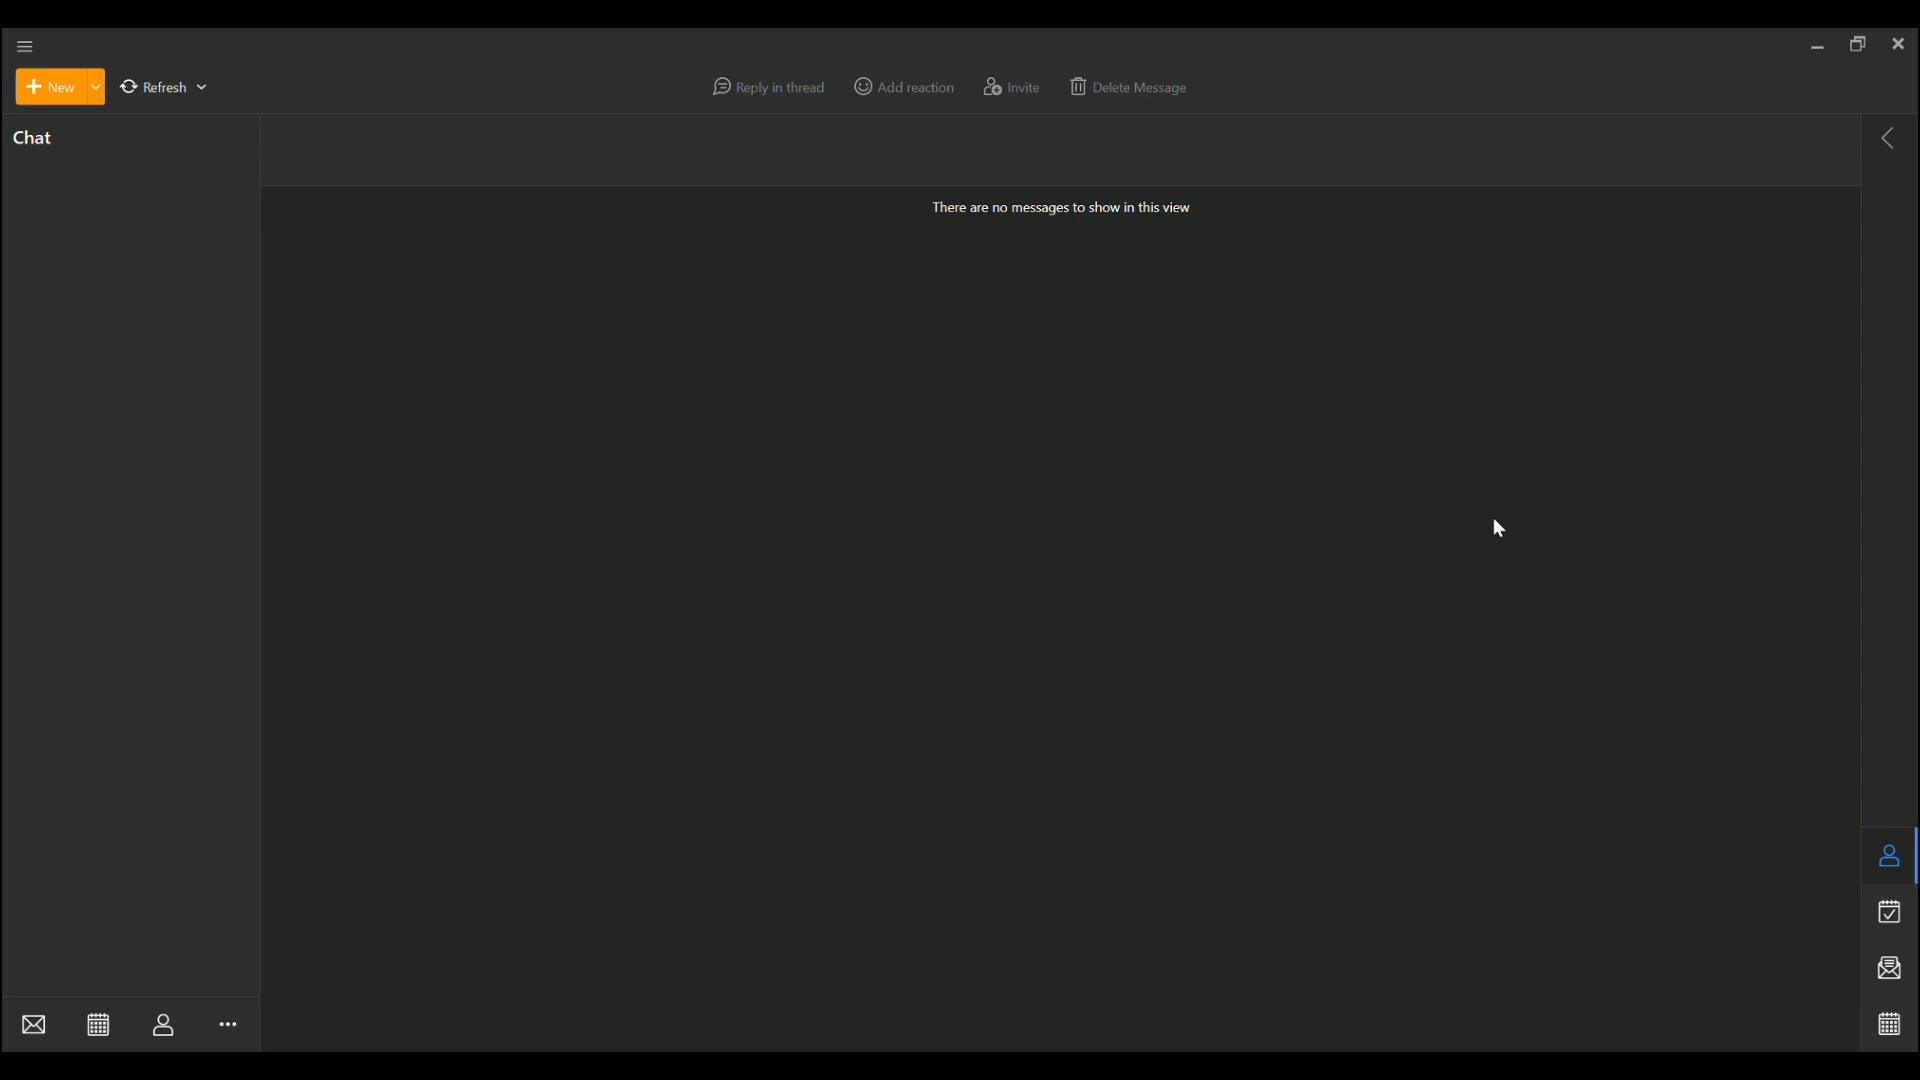 New
Refresh
Reply in thread
Add reaction
Invite
Delete Message
Chat
There are no messages to show in this view